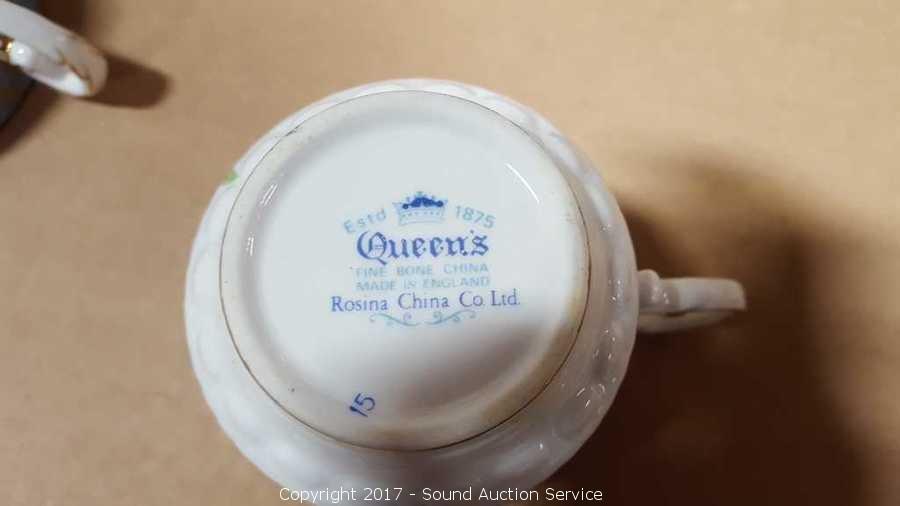 Estd 1875
Queen's
FINE BONE CHINA
MADE IN ENGLAND
Rosina China Co. Ltd.
15
Copyright 2017 - Sound Auction Service